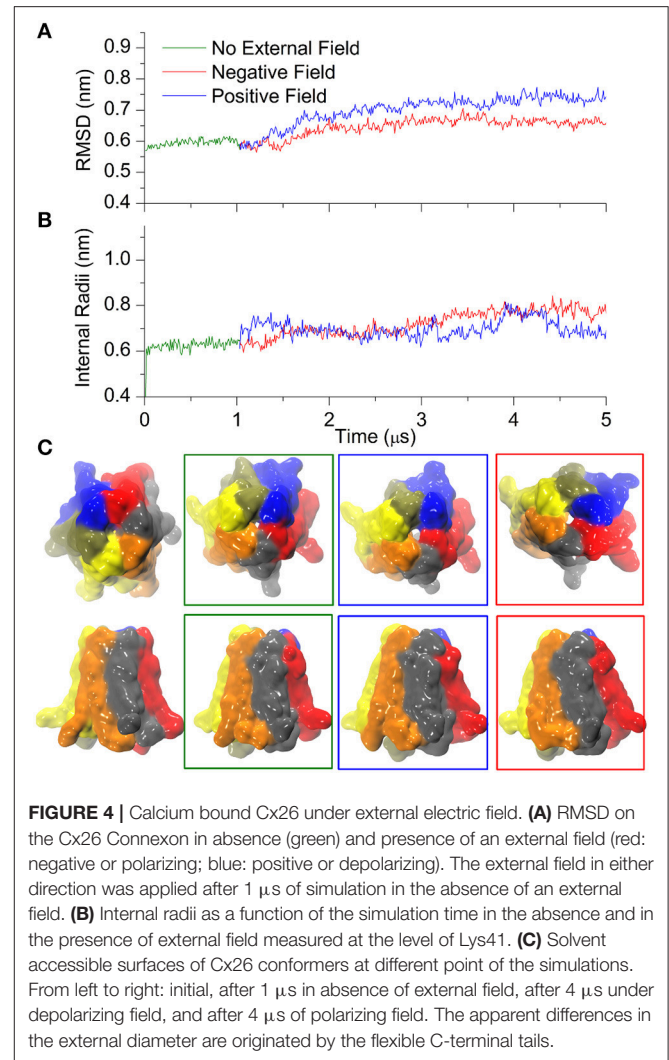 A
0.9
0.8
0.7
0.6
0.5
0.4
RMSD (nm)
No External Field
Negative Field
Positive Field
B
1.0
0.8
0.6
0.4
Internal Radii (nm)
0
1
2
3
4
5
Time (μs)
C
FIGURE 4 | Calcium bound Cx26 under external electric field. (A) RMSD on
the Cx26 Connexon in absence (green) and presence of an external field (red:
negative or polarizing; blue: positive or depolarizing). The external field in either
direction was applied after 1 μs of simulation in the absence of an external
field. (B) Internal radii as a function of the simulation time in the absence and in
the presence of external field measured at the level of Lys41. (C) Solvent
accessible surfaces of Cx26 conformers at different point of the simulations.
From left to right: initial, after 1 μs in absence of external field, after 4 μs under
depolarizing field, and after 4 μs of polarizing field. The apparent differences in
the external diameter are originated by the flexible C-terminal tails.